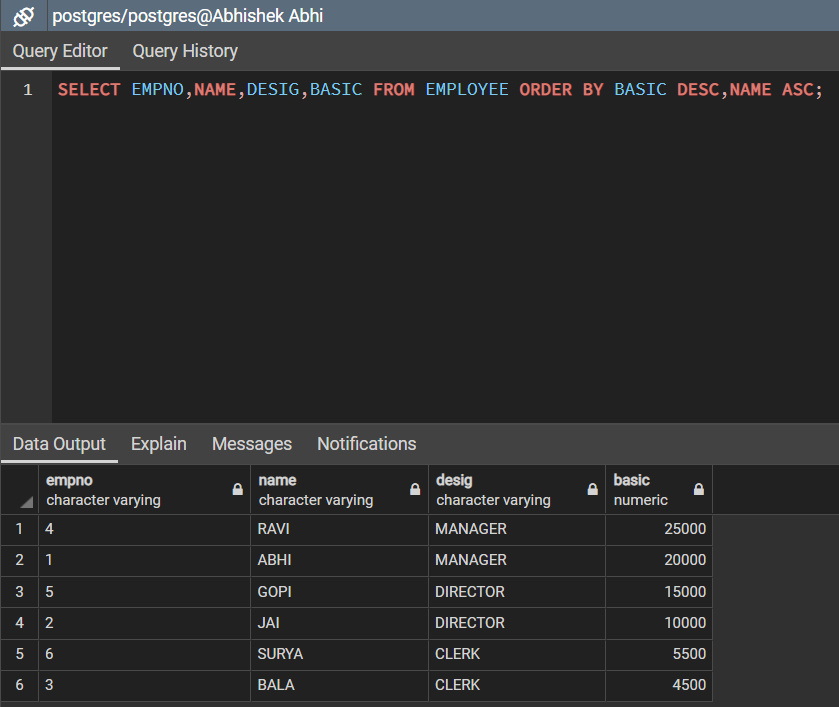 postgres/postgres@Abhishek Abhi
Query Editor Query History
1 SELECT EMPNO,NAME,DESIG,BASIC FROM EMPLOYEE ORDER BY BASIC DESC,NAME ASC;
Data Output Explain Messages Notifications
empno name desig basic
character varying character varying character varying numeric
1 4 RAVI MANAGER 25000
2 1 ABHI MANAGER 20000
3 5 GOPI DIRECTOR 15000
4 2 JAI DIRECTOR 10000
5 6 SURYA CLERK 5500
6 3 BALA CLERK 4500